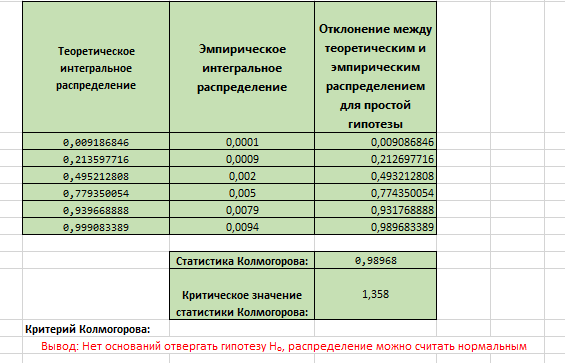 Теоретическое
интегральное
распределение
Эмпирическое
интегральное
распределение
Отклонение между
теоретическим и
эмпирическим
распределением
для простой
гипотезы
0,009186846 0,0001 0,009086846
0,213597716 0,0009 0,212697716
0,495212808 0,002 0,493212808
0,779350054 0,005 0,774350054
0,939668888 0,0079 0,931768888
0,999083389 0,0094 0,989683389
Статистика Колмогорова: 0,98968
Критическое значение
статистики Колмогорова:
1,358
Критерий Колмогорова:
Вывод: Нет оснований отвергать гипотезу H₀, распределение можно считать нормальным